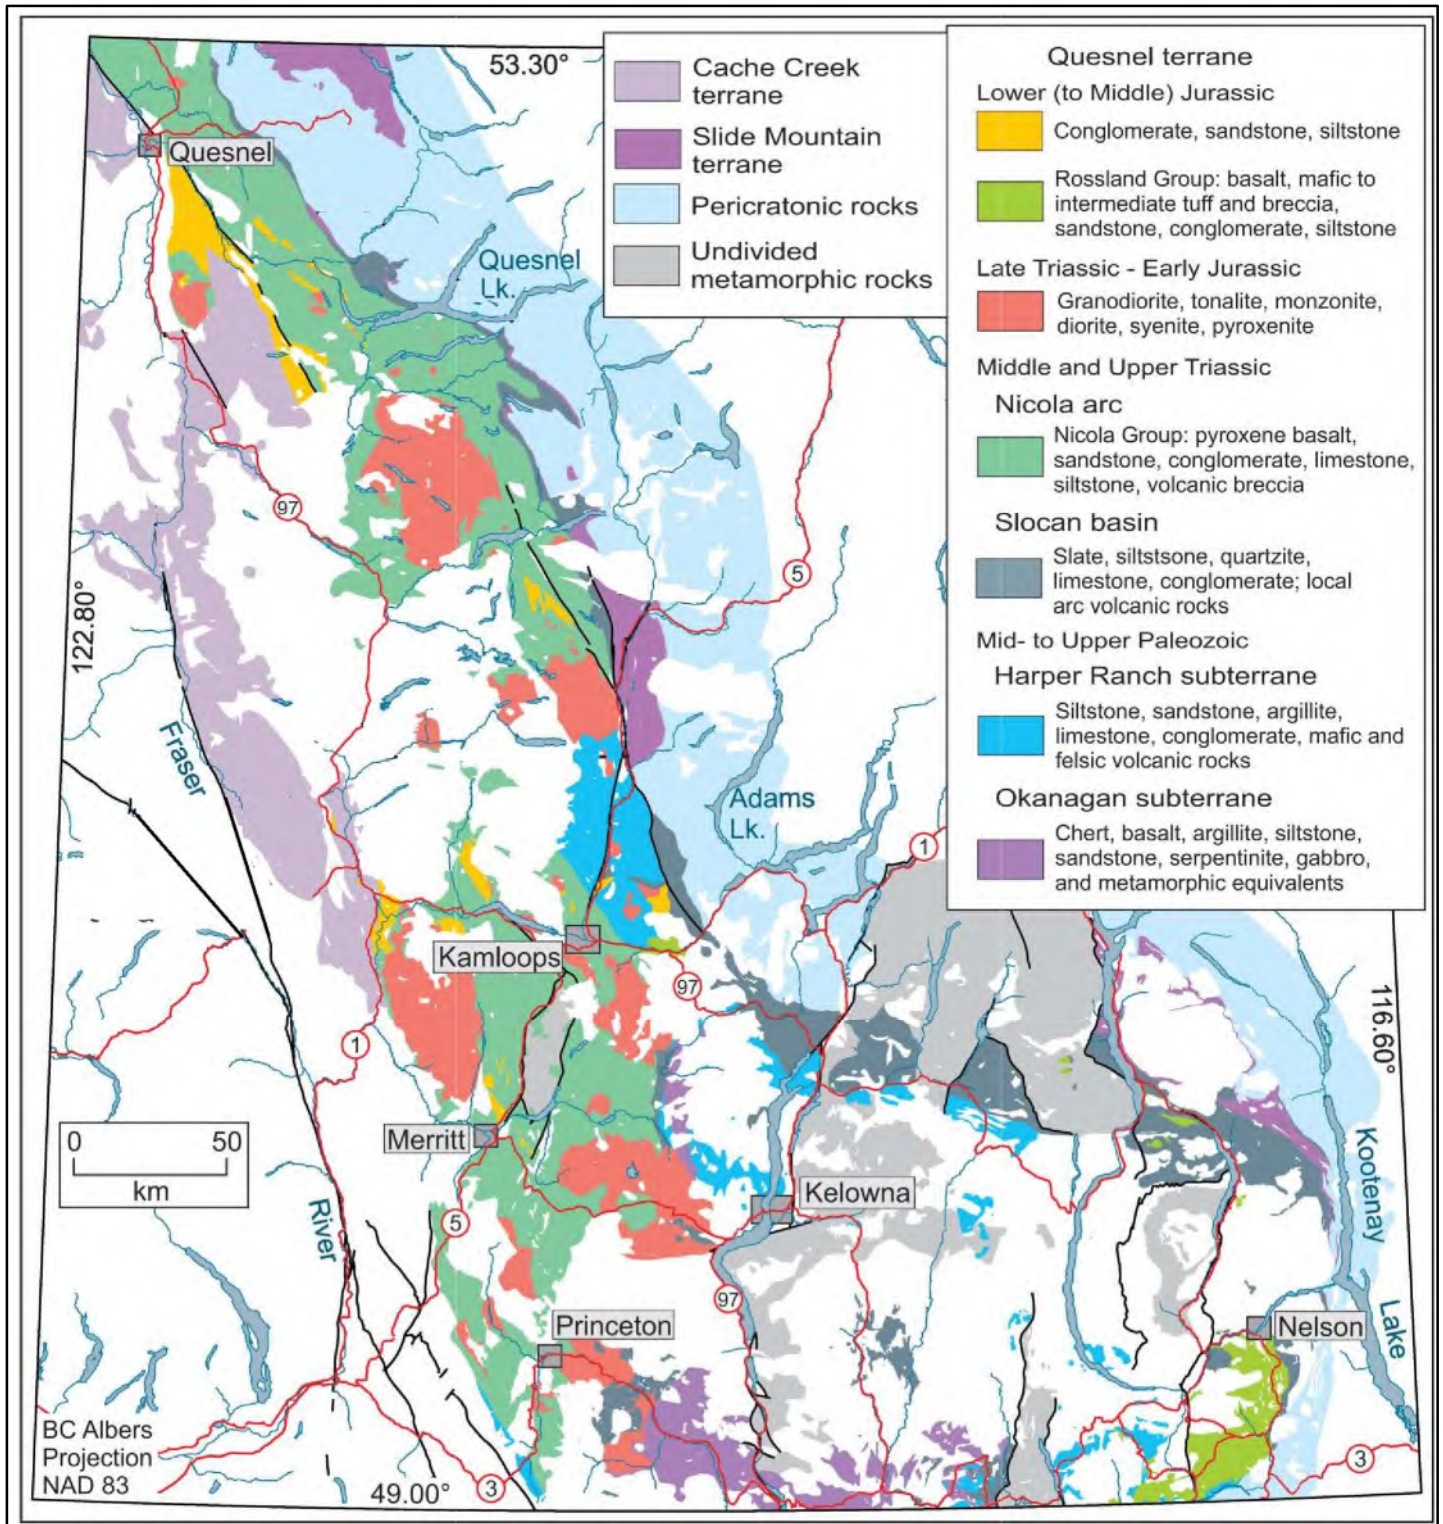 53.30°
Cache Creek
terrane
Slide Mountain
terrane
Pericratonic rocks
Undivided
metamorphic rocks
Quesnel terrane
Lower (to Middle) Jurassic
Conglomerate, sandstone, siltstone
Rossland Group: basalt, mafic to
intermediate tuff and breccia,
sandstone, conglomerate, siltstone
Late Triassic - Early Jurassic
Granodiorite, tonalite, monzonite,
diorite, syenite, pyroxenite
Middle and Upper Triassic
Nicola arc
Nicola Group: pyroxene basalt,
sandstone, conglomerate, limestone,
siltstone, volcanic breccia
Slocan basin
Slate, siltstsone, quartzite,
limestone, conglomerate; local
arc volcanic rocks
Mid- to Upper Paleozoic
Harper Ranch subterrane
Siltstone, sandstone, argillite,
limestone, conglomerate, mafic and
felsic volcanic rocks
Okanagan subterrane
Chert, basalt, argillite, siltstone,
sandstone, serpentinite, gabbro,
and metamorphic equivalents
Quesnel
Quesnel
Lk.
97
5
122.80°
Fraser
Adams
Lk.
1
Kamloops
97
116.60°
1
0 50
km
Merritt
Kelowna
Kootenay
River
5
97
Princeton
Nelson
Lake
BC Albers
Projection
NAD 83
49.00°
3
3